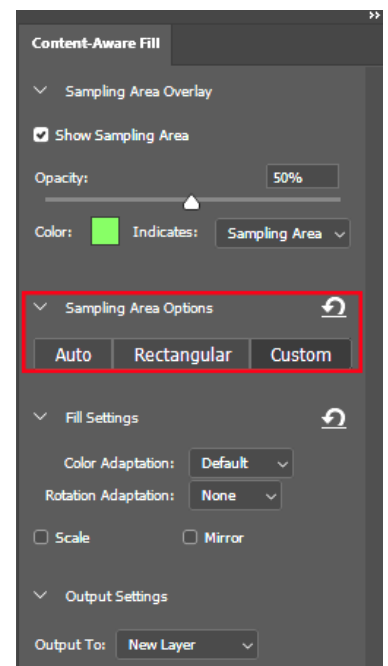 Content-Aware Fill
Sampling Area Overlay
Show Sampling Area
Opacity: 50%
Color: Indicates: Sampling Area
Sampling Area Options
Auto Rectangular Custom
Fill Settings
Color Adaptation: Default
Rotation Adaptation: None
Scale Mirror
Output Settings
Output To: New Layer